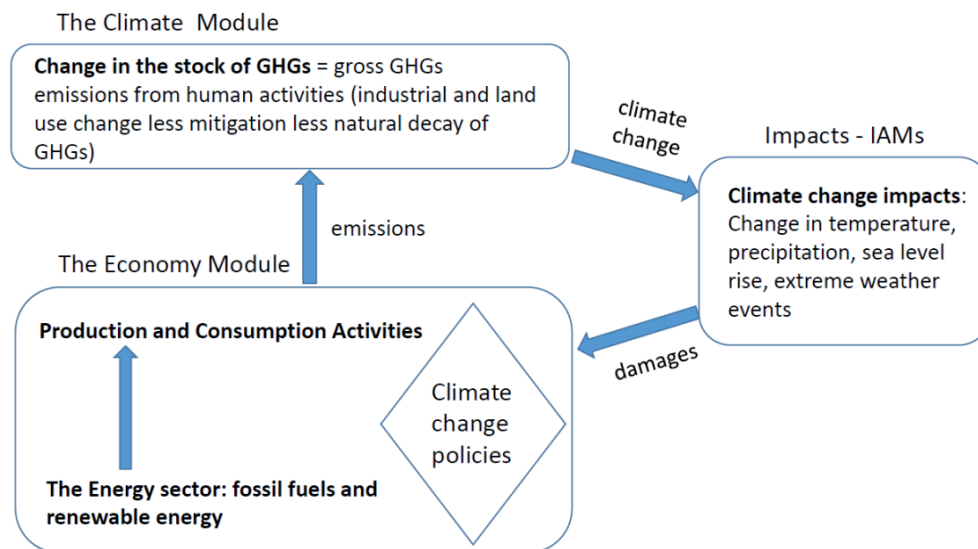 The Climate Module
Change in the stock of GHGs = gross GHGs
emissions from human activities (industrial and land
use change less mitigation less natural decay of
GHGs)
climate
change
Impacts - IAMs
Climate change impacts:
Change in temperature,
precipitation, sea level
rise, extreme weather
events
emissions
The Economy Module
damages
Production and Consumption Activities
Climate
change
policies
The Energy sector: fossil fuels and
renewable energy